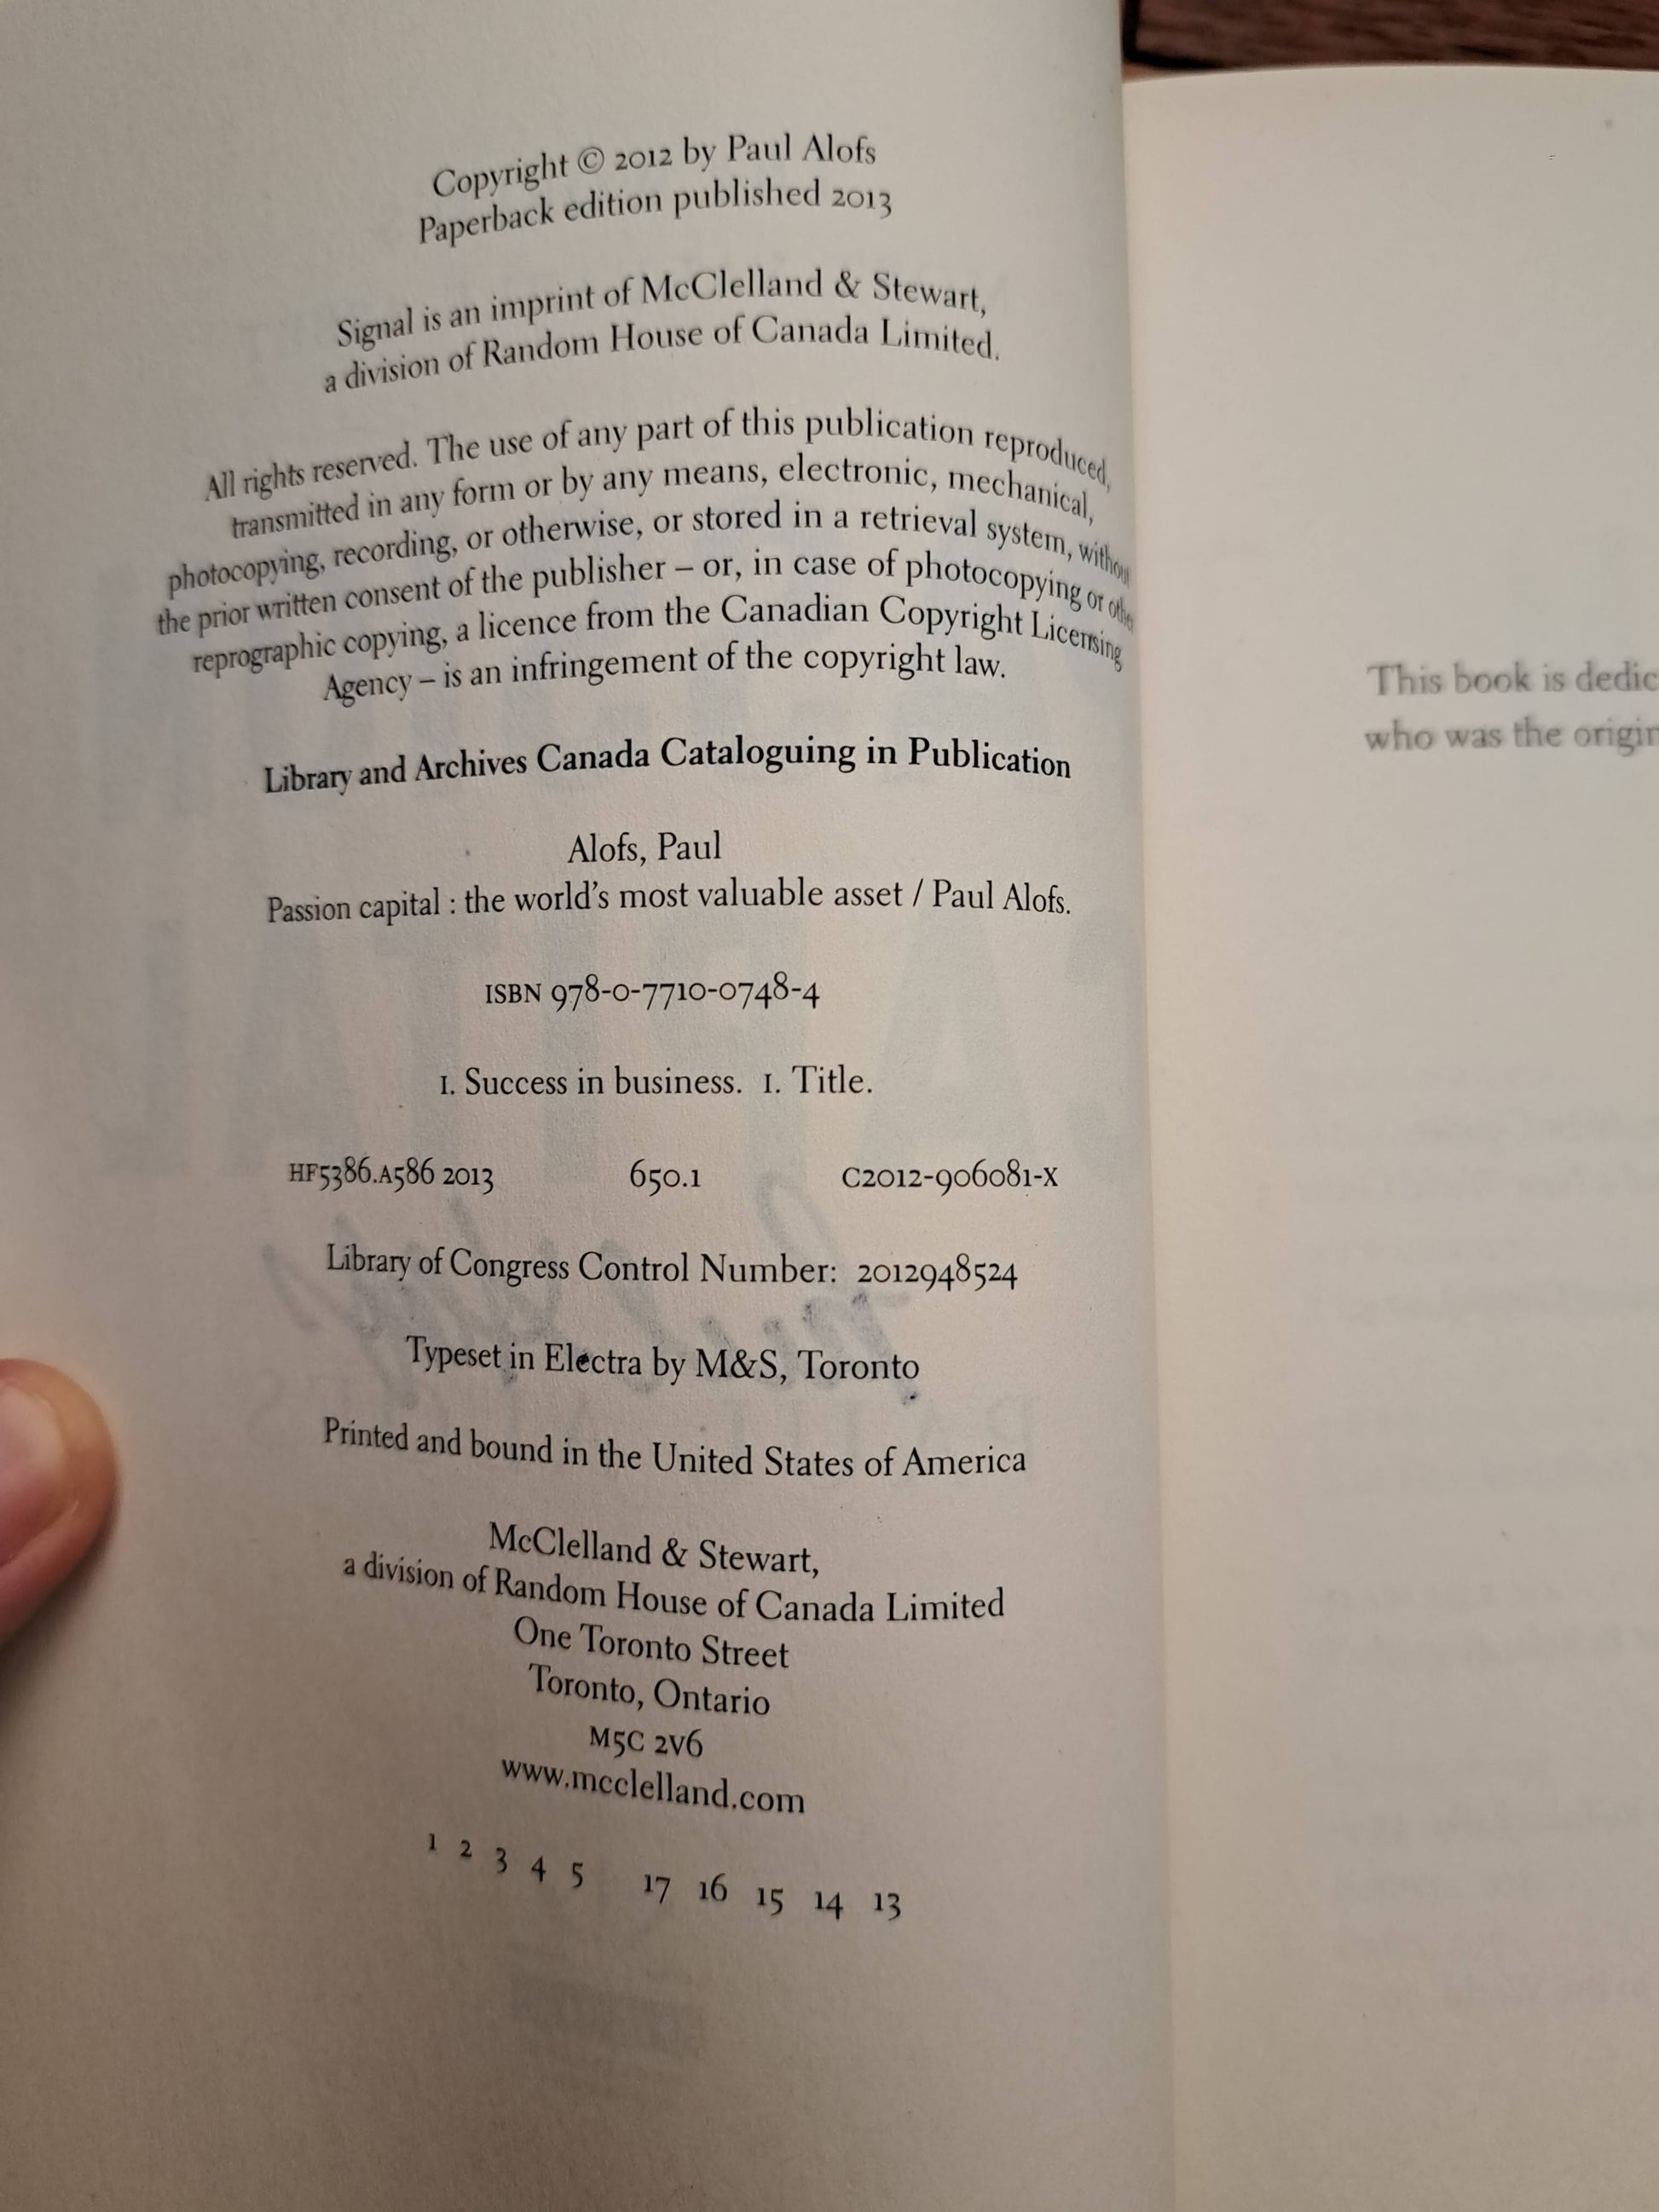 Copyright © 2012 by Paul Alofs
Paperback edition published 2013
Signal is an imprint of McClelland & Stewart,
a division of Random House of Canada Limited.
All rights reserved. The use of any part of this publication reproduced,
transmitted in any form or by any means, electronic, mechanical,
photocopying, recording, or otherwise, or stored in a retrieval system, without
the prior written consent of the publisher – or, in case of photocopying or other
reprographic copying, a licence from the Canadian Copyright Licensing
Agency – is an infringement of the copyright law.
Library and Archives Canada Cataloguing in Publication
Alofs, Paul
Passion capital : the world's most valuable asset / Paul Alofs.
ISBN 978-0-7710-0748-4
1. Success in business. I. Title.
HF5386.A586 2013 650.1 C2012-906081-X
Library of Congress Control Number: 2012948524
Typeset in Electra by M&S, Toronto
Printed and bound in the United States of America
McClelland & Stewart,
a division of Random House of Canada Limited
One Toronto Street
Toronto, Ontario
M5C 2V6
www.mcclelland.com
1 2 3 4 5 17 16 15 14 13
This book is dedic
who was the origin